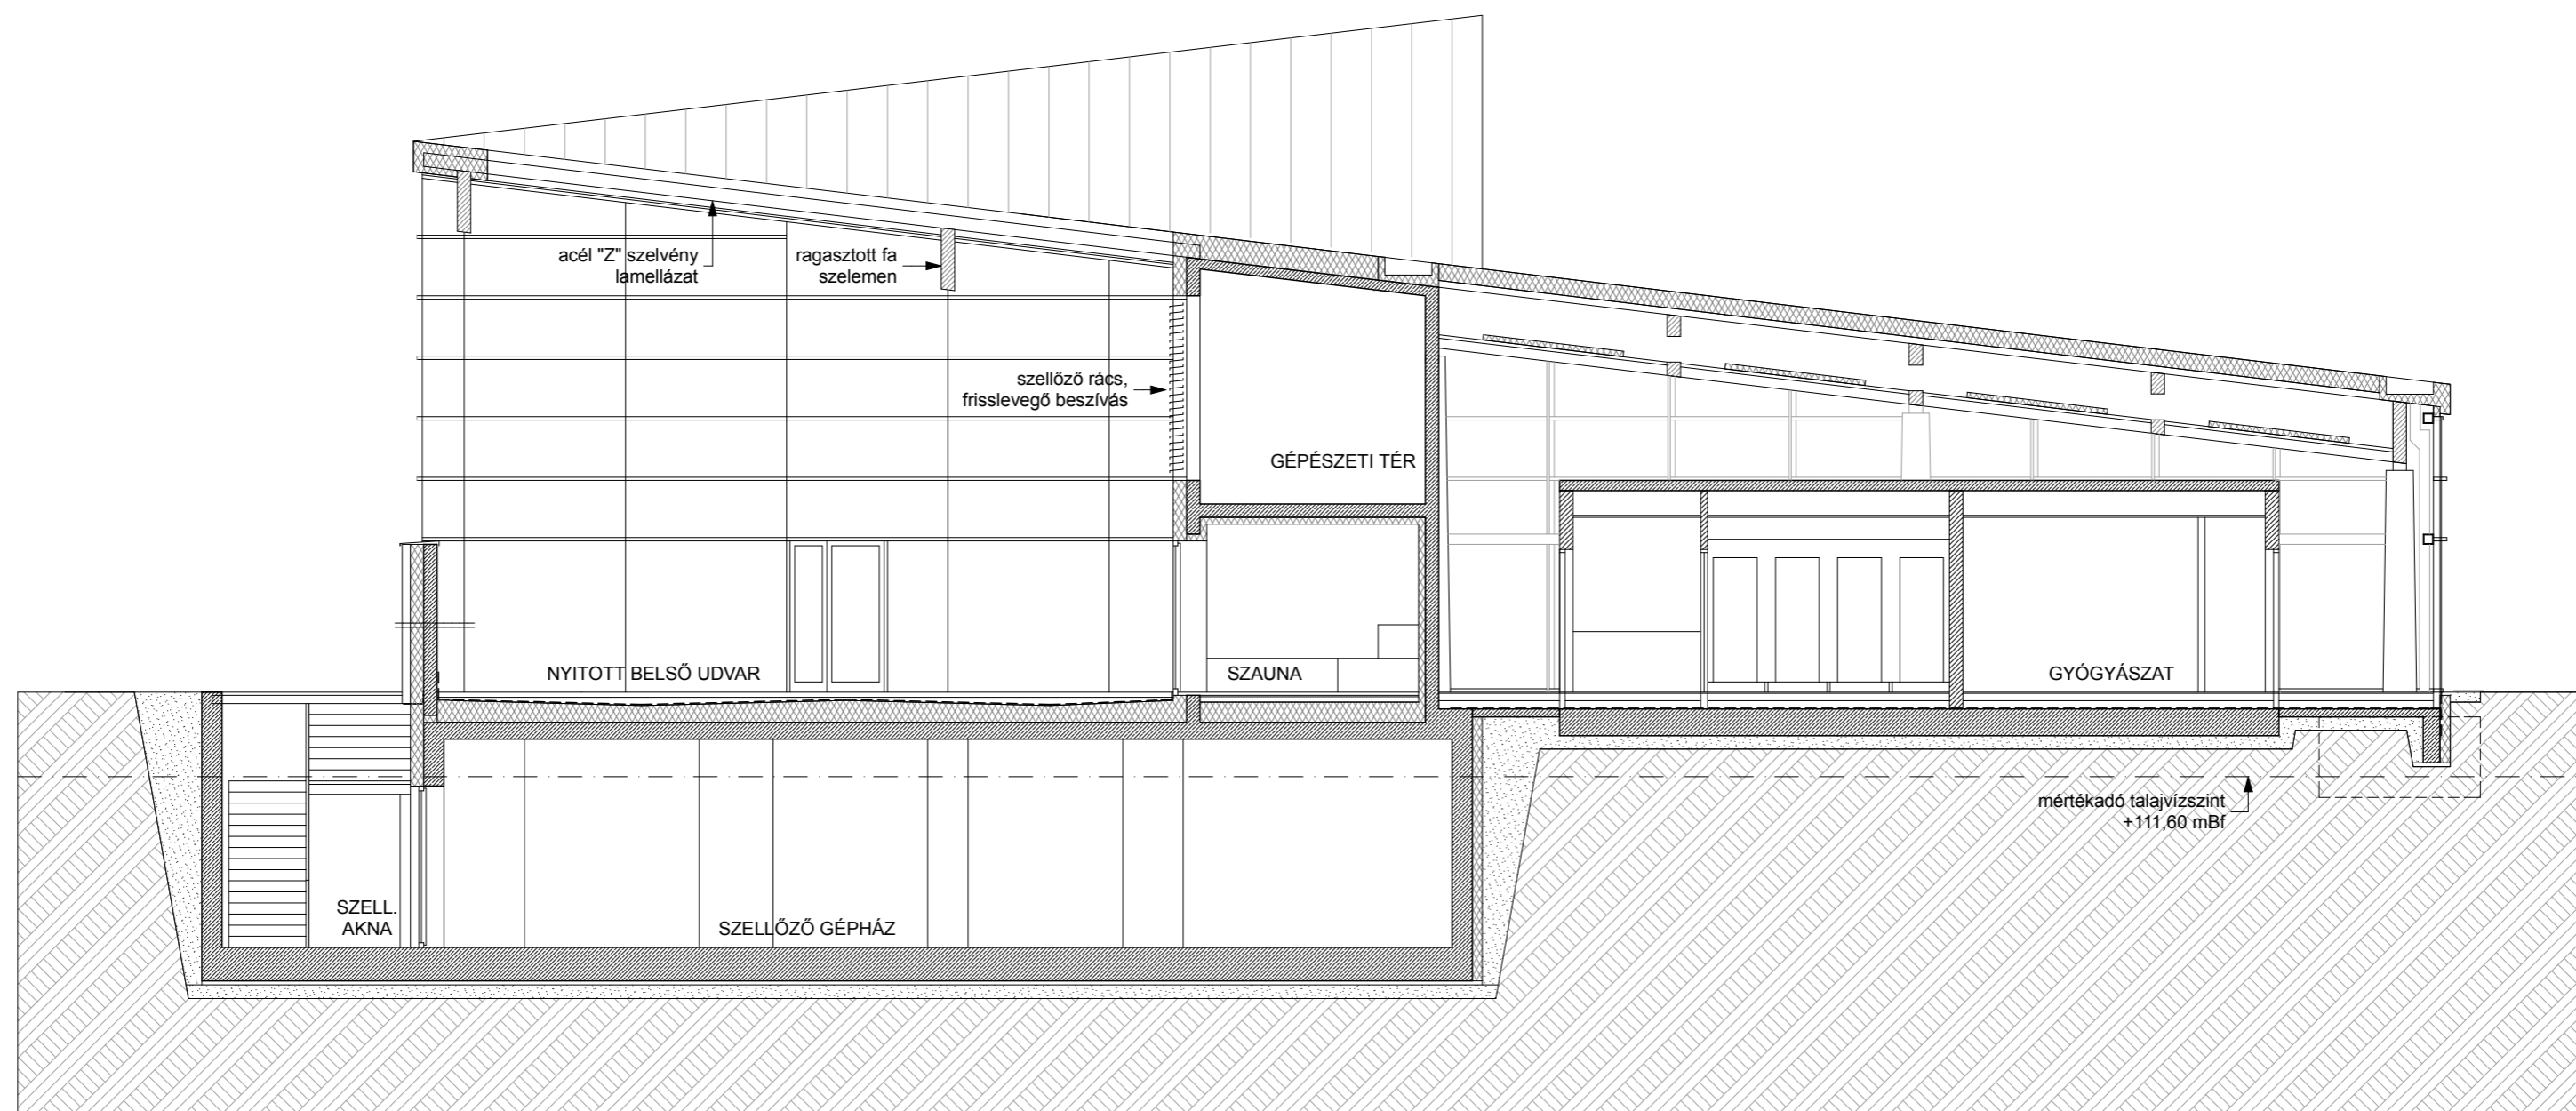 acél "Z" szelvény
lamellázat
ragasztott fa
szelemen
szellőző rács,
frisslevegő beszívás
GÉPÉSZETI TÉR
NYITOTT BELSŐ UDVAR
SZAUNA
GYÓGYÁSZAT
mértékadó talajvízszint
+111,60 mBf
SZELL.
AKNA
SZELLŐZŐ GÉPHÁZ